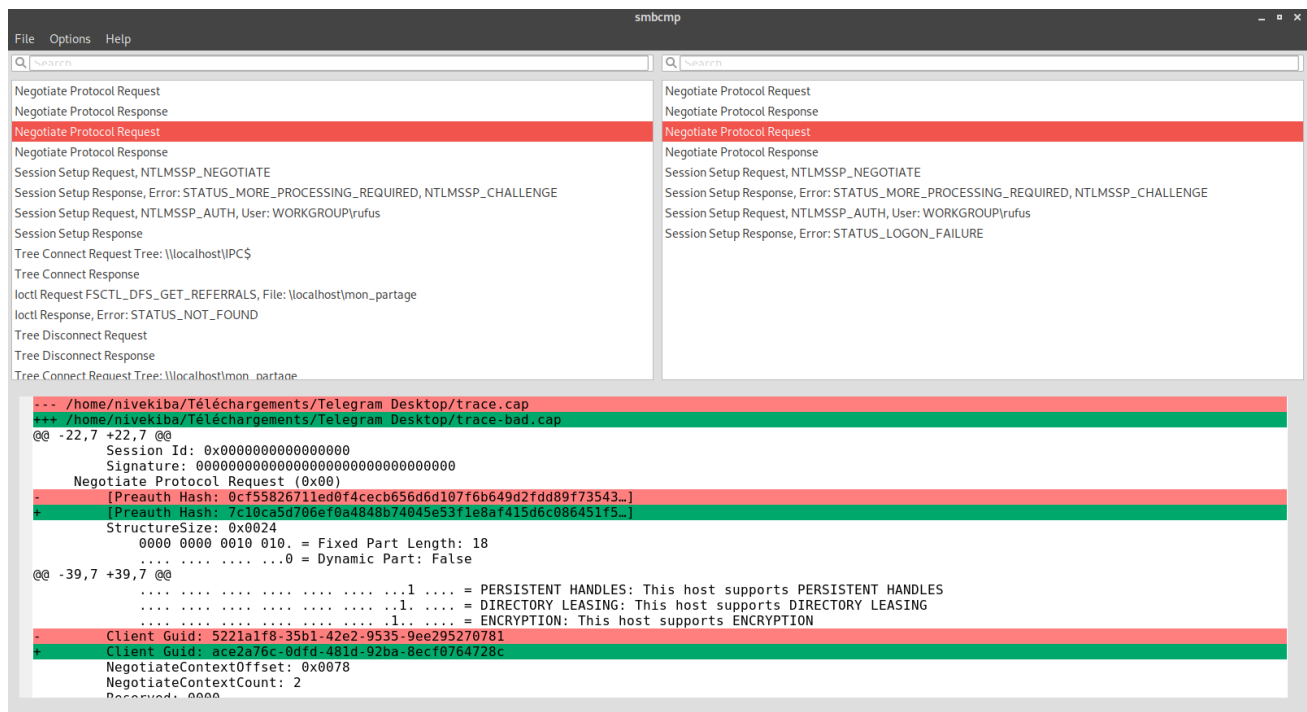 smbcmp
File Options Help
Search
Search
Negotiate Protocol Request
Negotiate Protocol Response
Negotiate Protocol Request
Negotiate Protocol Response
Session Setup Request, NTLMSSP_NEGOTIATE
Session Setup Response, Error: STATUS_MORE_PROCESSING_REQUIRED, NTLMSSP_CHALLENGE
Session Setup Request, NTLMSSP_AUTH, User: WORKGROUP\rufus
Session Setup Response
Tree Connect Request Tree: \\localhost\IPC$
Tree Connect Response
Ioctl Request FSCTL_DFS_GET_REFERRALS, File: \localhost\mon_partage
Ioctl Response, Error: STATUS_NOT_FOUND
Tree Disconnect Request
Tree Disconnect Response
Tree Connect Request Tree: \\localhost\mon_partage
Negotiate Protocol Request
Negotiate Protocol Response
Negotiate Protocol Request
Negotiate Protocol Response
Session Setup Request, NTLMSSP_NEGOTIATE
Session Setup Response, Error: STATUS_MORE_PROCESSING_REQUIRED, NTLMSSP_CHALLENGE
Session Setup Request, NTLMSSP_AUTH, User: WORKGROUP\rufus
Session Setup Response, Error: STATUS_LOGON_FAILURE
--- /home/nivekiba/Téléchargements/Telegram Desktop/trace.cap
+++ /home/nivekiba/Téléchargements/Telegram Desktop/trace-bad.cap
@@ -22,7 +22,7 @@
Session Id: 0x0000000000000000
Signature: 00000000000000000000000000000000
Negotiate Protocol Request (0x00)
- [Preauth Hash: 0cf55826711ed0f4cecb656d6d107f6b649d2fdd89f73543…]
+ [Preauth Hash: 7c10ca5d706ef0a4848b74045e53f1e8af415d6c086451f5…]
StructureSize: 0x0024
0000 0000 0010 010. = Fixed Part Length: 18
.... .... .... ...0 = Dynamic Part: False
@@ -39,7 +39,7 @@
.... .... .... .... .... .... ...1 .... = PERSISTENT HANDLES: This host supports PERSISTENT HANDLES
.... .... .... .... .... .... ..1. .... = DIRECTORY LEASING: This host supports DIRECTORY LEASING
.... .... .... .... .... .... .1.. .... = ENCRYPTION: This host supports ENCRYPTION
- Client Guid: 5221a1f8-35b1-42e2-9535-9ee295270781
+ Client Guid: ace2a76c-0dfd-481d-92ba-8ecf0764728c
NegotiateContextOffset: 0x0078
NegotiateContextCount: 2
Reserved: 0000